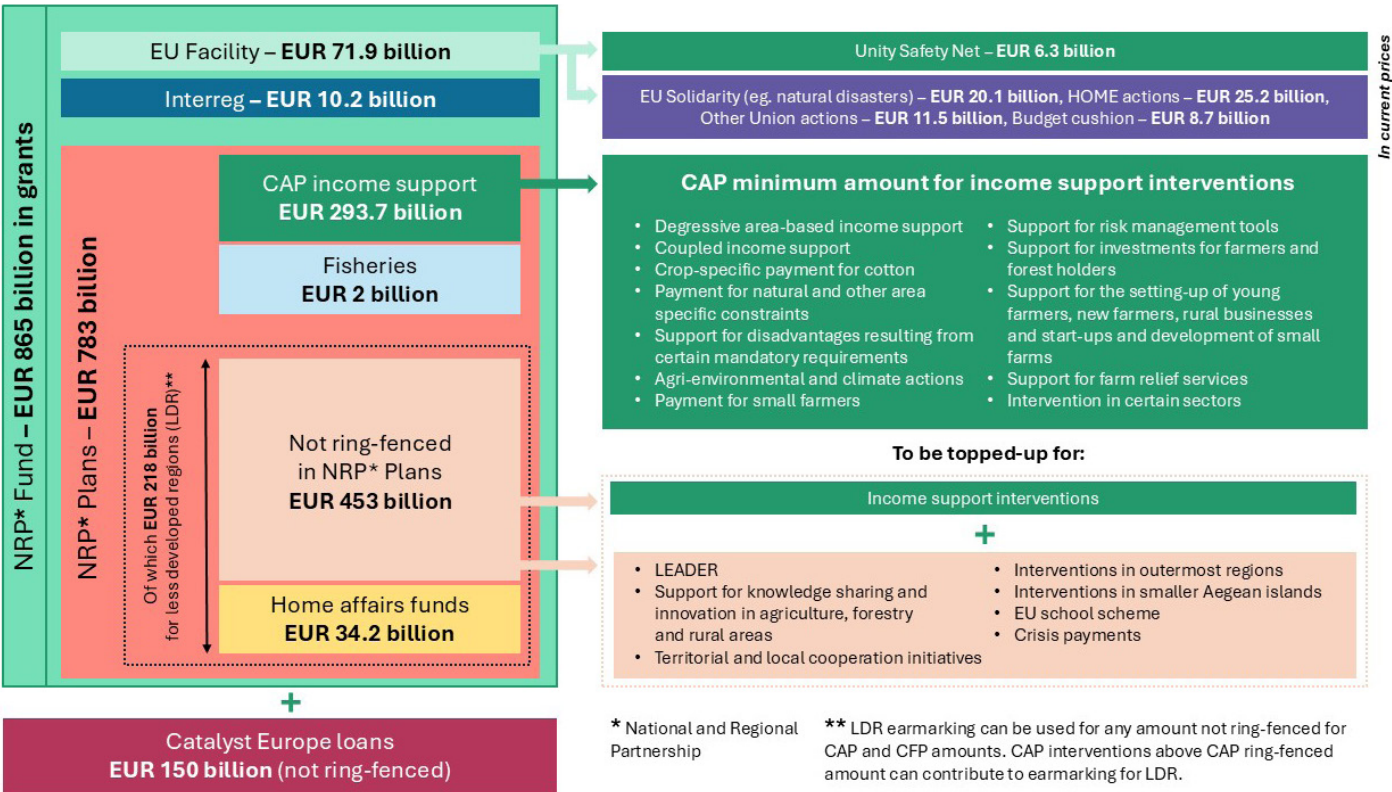 NRP* Fund – EUR 865 billion in grants
EU Facility – EUR 71.9 billion
Interreg – EUR 10.2 billion
NRP* Plans – EUR 783 billion
CAP income support
EUR 293.7 billion
Fisheries
EUR 2 billion
Of which EUR 218 billion
for less developed regions (LDR)**
Not ring-fenced
in NRP* Plans
EUR 453 billion
Home affairs funds
EUR 34.2 billion
+
Catalyst Europe loans
EUR 150 billion (not ring-fenced)
Unity Safety Net – EUR 6.3 billion
EU Solidarity (eg. natural disasters) – EUR 20.1 billion, HOME actions – EUR 25.2 billion,
Other Union actions – EUR 11.5 billion, Budget cushion – EUR 8.7 billion
In current prices
CAP minimum amount for income support interventions
• Degressive area-based income support
• Coupled income support
• Crop-specific payment for cotton
• Payment for natural and other area
specific constraints
• Support for disadvantages resulting from
certain mandatory requirements
• Agri-environmental and climate actions
• Payment for small farmers
• Support for risk management tools
• Support for investments for farmers and
forest holders
• Support for the setting-up of young
farmers, new farmers, rural businesses
and start-ups and development of small
farms
• Support for farm relief services
• Intervention in certain sectors
To be topped-up for:
Income support interventions
+
• LEADER
• Support for knowledge sharing and
innovation in agriculture, forestry
and rural areas
• Territorial and local cooperation initiatives
• Interventions in outermost regions
• Interventions in smaller Aegean islands
• EU school scheme
• Crisis payments
* National and Regional
Partnership
** LDR earmarking can be used for any amount not ring-fenced for
CAP and CFP amounts. CAP interventions above CAP ring-fenced
amount can contribute to earmarking for LDR.